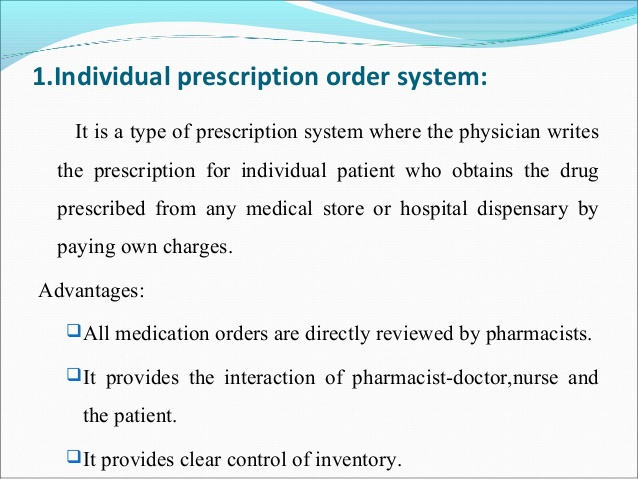 1.Individual prescription order system:
It is a type of prescription system where the physician writes
the prescription for individual patient who obtains the drug
prescribed from any medical store or hospital dispensary by
paying own charges.
Advantages:
❑All medication orders are directly reviewed by pharmacists.
❑It provides the interaction of pharmacist-doctor,nurse and
the patient.
❑It provides clear control of inventory.